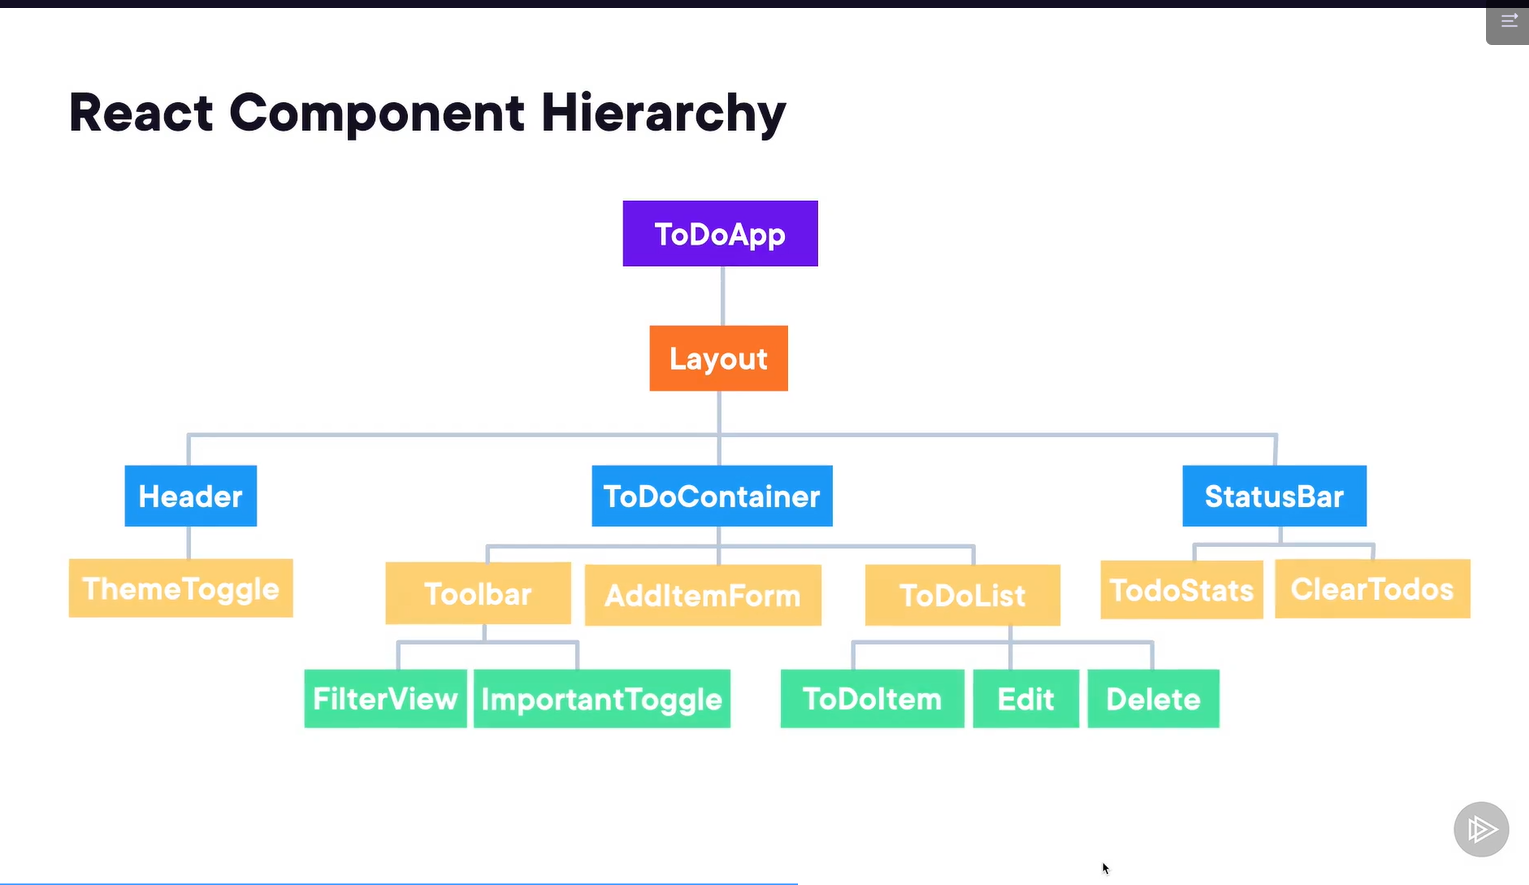 React Component Hierarchy
ToDoApp
Layout
Header
ToDoContainer
StatusBar
ThemeToggle
Toolbar
AddItemForm
ToDoList
TodoStats
ClearTodos
FilterView
ImportantToggle
ToDoItem
Edit
Delete